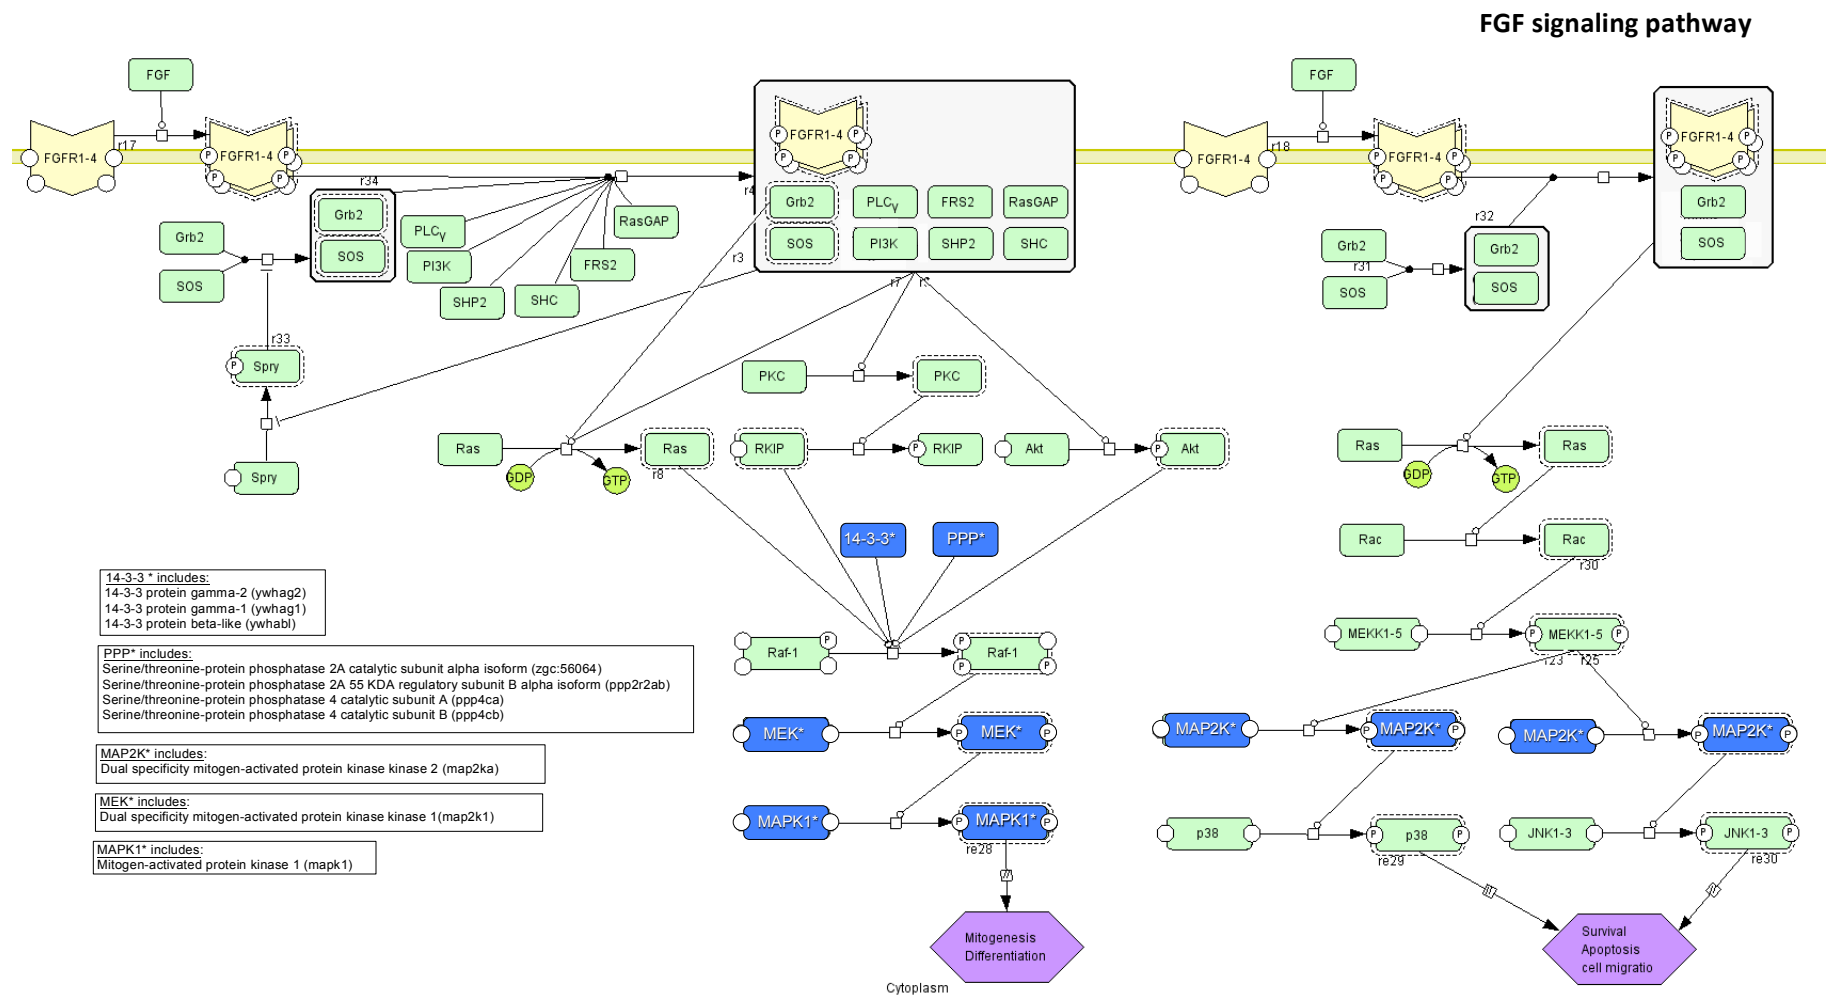 FGF signaling pathway
FGF
FGF
FGFR1-4
r17
P
FGFR1-4
P
P
P
r34
P
FGFR1-4
P
P
P
r4
FGFR1-4
r18
P
FGFR1-4
P
P
P
P
FGFR1-4
P
P
P
Grb2
SOS
Grb2
SOS
PLCγ
PI3K
SHP2
SHC
FRS2
RasGAP
Grb2
PLCγ
FRS2
RasGAP
SOS
PI3K
SHP2
SHC
r3
r7
r32
Grb2
r31
SOS
Grb2
SOS
Grb2
SOS
r33
P
Spry
Spry
PKC
PKC
Ras
GDP
GTP
Ras
r8
RKIP
P
RKIP
Akt
P
Akt
Ras
GDP
GTP
Ras
14-3-3*
PPP*
Rac
Rac
r30
14-3-3 * includes:
14-3-3 protein gamma-2 (ywhag2)
14-3-3 protein gamma-1 (ywhag1)
14-3-3 protein beta-like (ywhabl)
Raf-1
P
P
Raf-1
P
P
MEKK1-5
P
MEKK1-5
P
r23
r25
PPP* includes:
Serine/threonine-protein phosphatase 2A catalytic subunit alpha isoform (zgc:56064)
Serine/threonine-protein phosphatase 2A 55 KDA regulatory subunit B alpha isoform (ppp2r2ab)
Serine/threonine-protein phosphatase 4 catalytic subunit A (ppp4ca)
Serine/threonine-protein phosphatase 4 catalytic subunit B (ppp4cb)
MEK*
P
MEK*
P
MAP2K*
P
MAP2K*
P
MAP2K*
P
MAP2K*
P
MAP2K* includes:
Dual specificity mitogen-activated protein kinase kinase 2 (map2ka)
MEK* includes:
Dual specificity mitogen-activated protein kinase kinase 1(map2k1)
MAPK1*
P
MAPK1*
P
re28
p38
P
p38
P
re29
JNK1-3
P
JNK1-3
P
re30
MAPK1* includes:
Mitogen-activated protein kinase 1 (mapk1)
Mitogenesis
Differentiation
Survival
Apoptosis
cell migratio
Cytoplasm